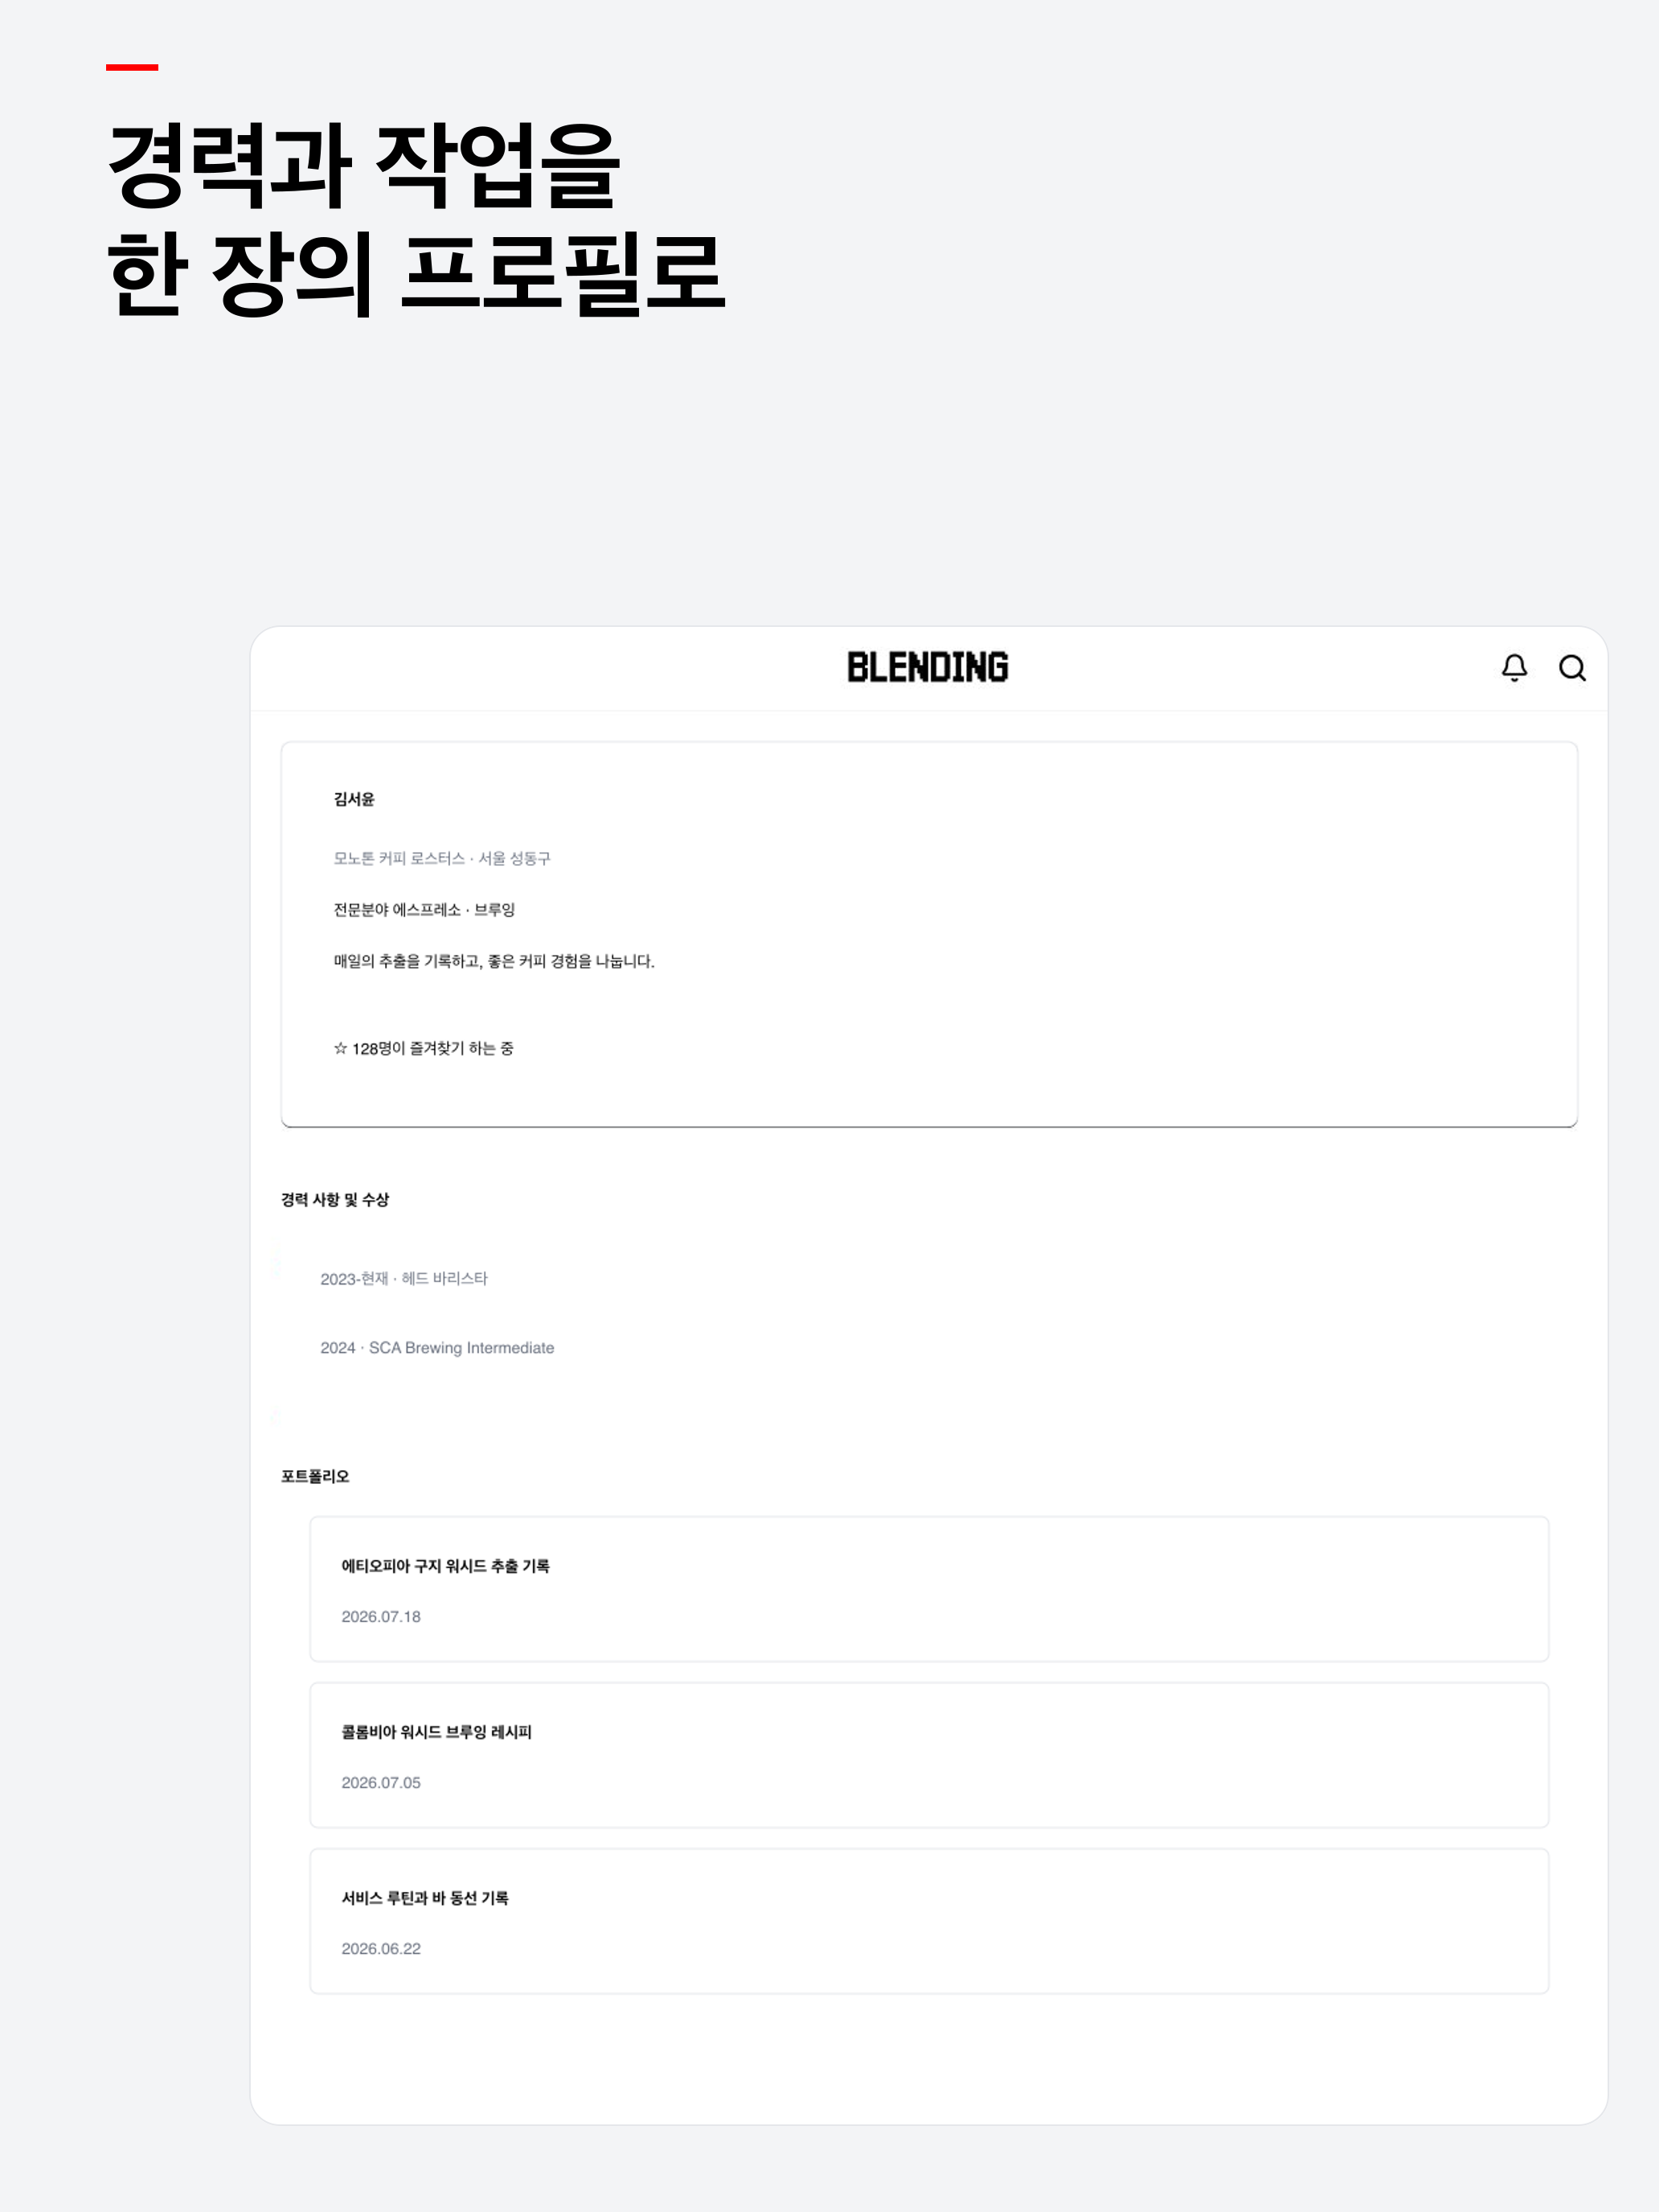 경력과 작업을
한 장의 프로필로
BLENDING
김서윤
모노톤 커피 로스터스 · 서울 성동구
전문분야 에스프레소 · 브루잉
매일의 추출을 기록하고, 좋은 커피 경험을 나눕니다.
☆ 128명이 즐겨찾기 하는 중
경력 사항 및 수상
2023-현재 · 헤드 바리스타
2024 · SCA Brewing Intermediate
포트폴리오
에티오피아 구지 워시드 추출 기록
2026.07.18
콜롬비아 워시드 브루잉 레시피
2026.07.05
서비스 루틴과 바 동선 기록
2026.06.22